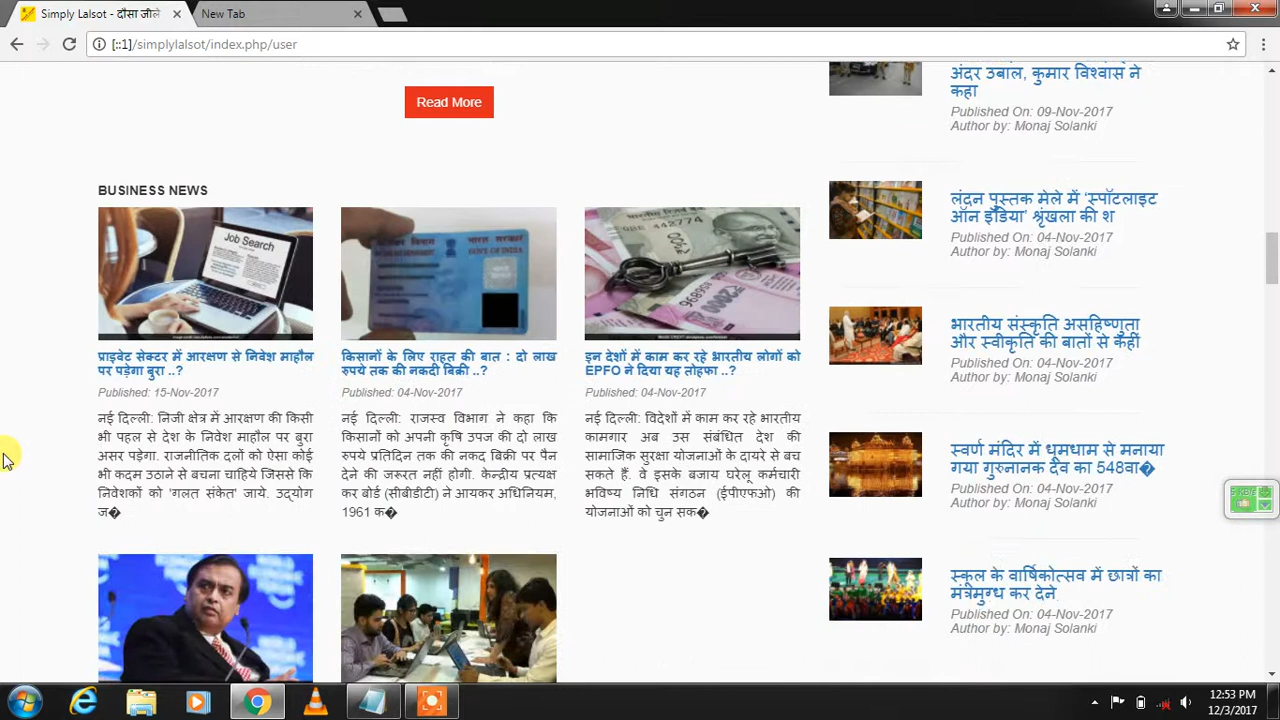 Simply Lalsot - दौसा जिले
New Tab
[::1]/simplylalsot/index.php/user
Read More
BUSINESS NEWS
Job Search
प्राइवेट सेक्टर में आरक्षण से निवेश माहौल
पर पड़ेगा बुरा ..?
Published: 15-Nov-2017
नई दिल्ली: निजी क्षेत्र में आरक्षण की किसी
भी पहल से देश के निवेश माहौल पर बुरा
असर पड़ेगा. राजनीतिक दलों को ऐसा कोई
भी कदम उठाने से बचना चाहिये जिससे कि
निवेशकों को 'गलत संकेत' जाये. उद्योग
ज�
आयकर विभाग
भारत सरकार
GOVT. OF INDIA
किसानों के लिए राहत की बात : दो लाख
रुपये तक की नकदी बिक्री ..?
Published: 04-Nov-2017
नई दिल्ली: राजस्व विभाग ने कहा कि
किसानों को अपनी कृषि उपज की दो लाख
रुपये प्रतिदिन तक की नकद बिक्री पर पैन
देने की जरूरत नहीं होगी. केन्द्रीय प्रत्यक्ष
कर बोर्ड (सीबीडीटी) ने आयकर अधिनियम,
1961 क�
इन देशों में काम कर रहे भारतीय लोगों को
EPFO ने दिया यह तोहफा ..?
Published: 04-Nov-2017
नई दिल्ली: विदेशों में काम कर रहे भारतीय
कामगार अब उस संबंधित देश की
सामाजिक सुरक्षा योजनाओं के दायरे से बच
सकते हैं. वे इसके बजाय घरेलू कर्मचारी
भविष्य निधि संगठन (ईपीएफओ) की
योजनाओं को चुन सक�
अंदर उबाल, कुमार विश्वास ने
कहा
Published On: 09-Nov-2017
Author by: Monaj Solanki
लंदन पुस्तक मेले में 'स्पॉटलाइट
ऑन इंडिया' श्रृंखला की श
Published On: 04-Nov-2017
Author by: Monaj Solanki
भारतीय संस्कृति असहिष्णुता
और स्वीकृति की बातों से कहीं
Published On: 04-Nov-2017
Author by: Monaj Solanki
स्वर्ण मंदिर में धूमधाम से मनाया
गया गुरुनानक देव का 548वा�
Published On: 04-Nov-2017
Author by: Monaj Solanki
स्कूल के वार्षिकोत्सव में छात्रों का
मंत्रमुग्ध कर देने
Published On: 04-Nov-2017
Author by: Monaj Solanki
12:53 PM
12/3/2017